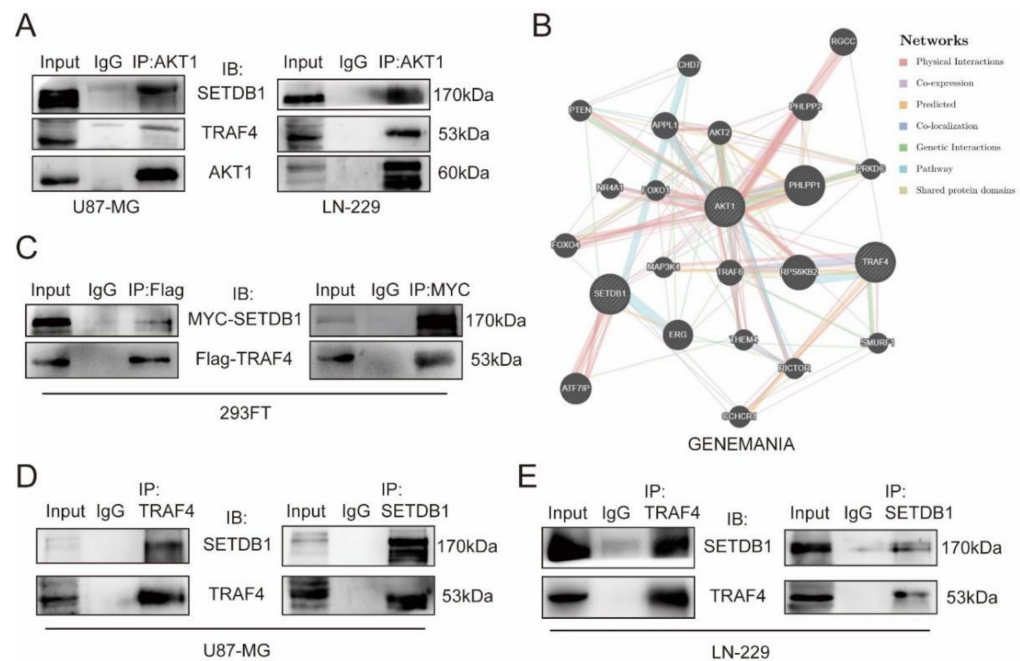 A
Input IgG IP:AKT1 IB: Input IgG IP:AKT1
SETDB1 170kDa
TRAF4 53kDa
AKT1 60kDa
U87-MG LN-229
B
RGCC
CHD7
PTEN
PHLPP2
APPL1
AKT2
PRKD6
PHLPP1
NR4A1
FOXO1
AKT1
FOXO4
MAP3K4
TRAF6
RPS6KB2
TRAF4
SETDB1
ERG
THEM4
SMURF1
RICTOR
ATF7IP
CCHCR1
GENEMANIA
Networks
Physical Interactions
Co-expression
Predicted
Co-localization
Genetic Interactions
Pathway
Shared protein domains
C
Input IgG IP:Flag IB: Input IgG IP:MYC
MYC-SETDB1 170kDa
Flag-TRAF4 53kDa
293FT
D
IP: IP:
Input IgG TRAF4 IB: Input IgG SETDB1
SETDB1 170kDa
TRAF4 53kDa
U87-MG
E
IP: IP:
Input IgG TRAF4 IB: Input IgG SETDB1
SETDB1 170kDa
TRAF4 53kDa
LN-229